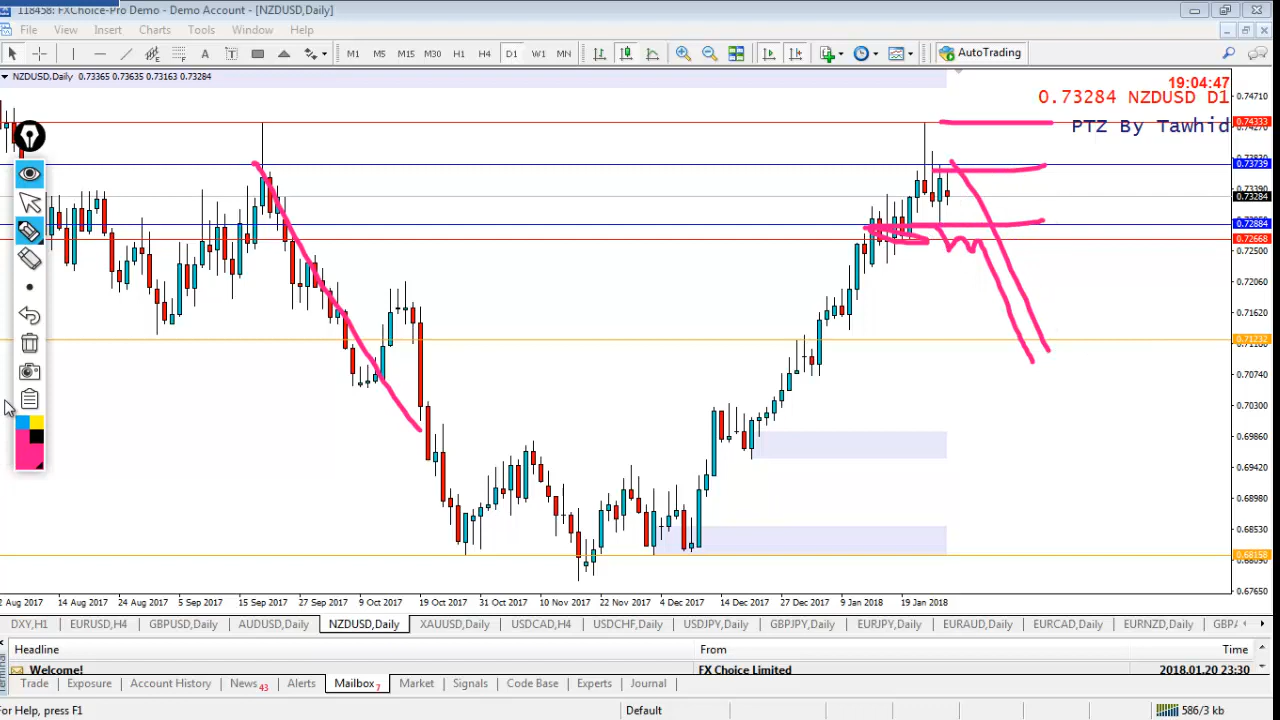 118458: FXChoice-Pro Demo - Demo Account - [NZDUSD,Daily]
File View Insert Charts Tools Window Help
A T M1 M5 M15 M30 H1 H4 D1 W1 MN AutoTrading
NZDUSD,Daily 0.73365 0.73635 0.73163 0.73284
19:04:47
0.73284 NZDUSD D1
PTZ By Tawhid
0.74710
0.74333
0.74270
0.73739
0.73390
0.73284
0.72884
0.72668
0.72500
0.72060
0.71620
0.71232
0.70740
0.70300
0.69860
0.69420
0.68980
0.68530
0.68158
0.67650
2 Aug 2017 14 Aug 2017 24 Aug 2017 5 Sep 2017 15 Sep 2017 27 Sep 2017 9 Oct 2017 19 Oct 2017 31 Oct 2017 10 Nov 2017 22 Nov 2017 4 Dec 2017 14 Dec 2017 27 Dec 2017 9 Jan 2018 19 Jan 2018
DXY,H1 EURUSD,H4 GBPUSD,Daily AUDUSD,Daily NZDUSD,Daily XAUUSD,Daily USDCAD,H4 USDCHF,Daily USDJPY,Daily GBPJPY,Daily EURJPY,Daily EURAUD,Daily EURCAD,Daily EURNZD,Daily GBPA
Headline From Time
Welcome! FX Choice Limited 2018.01.20 23:30
Terminal
Trade Exposure Account History News 43 Alerts Mailbox 7 Market Signals Code Base Experts Journal
For Help, press F1 Default 586/3 kb